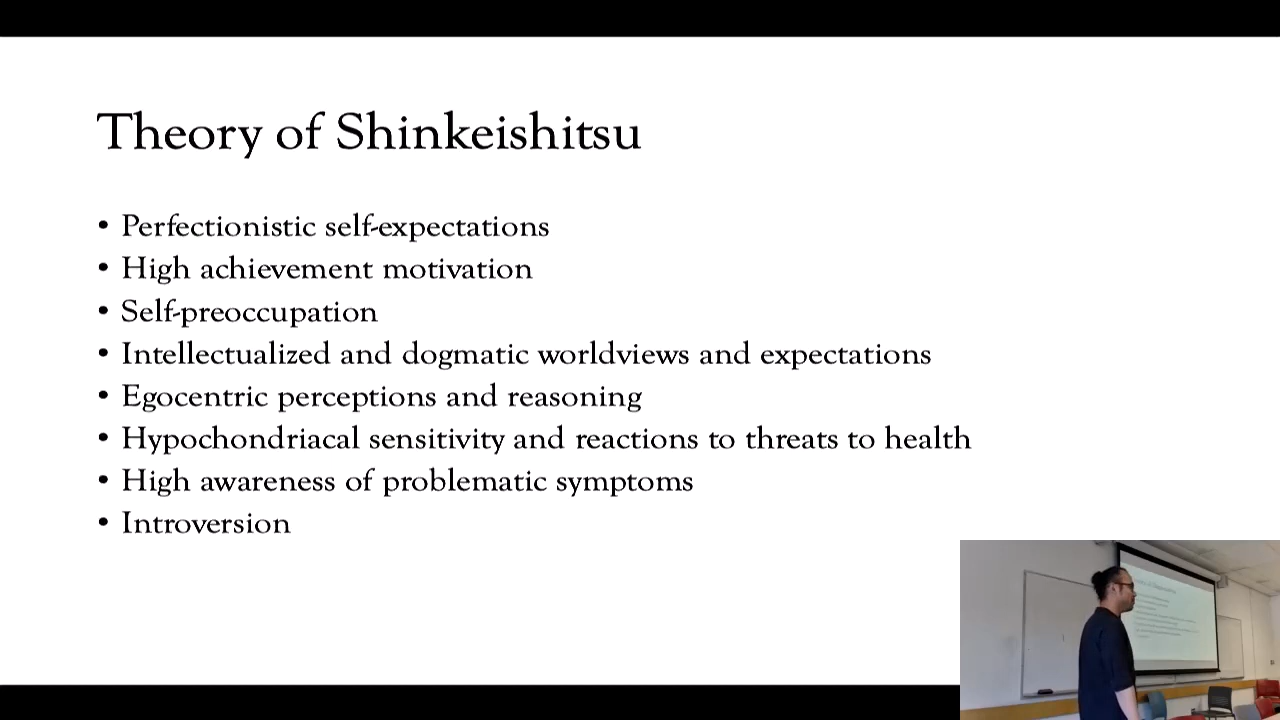 Theory of Shinkeishitsu
• Perfectionistic self-expectations
• High achievement motivation
• Self-preoccupation
• Intellectualized and dogmatic worldviews and expectations
• Egocentric perceptions and reasoning
• Hypochondriacal sensitivity and reactions to threats to health
• High awareness of problematic symptoms
• Introversion